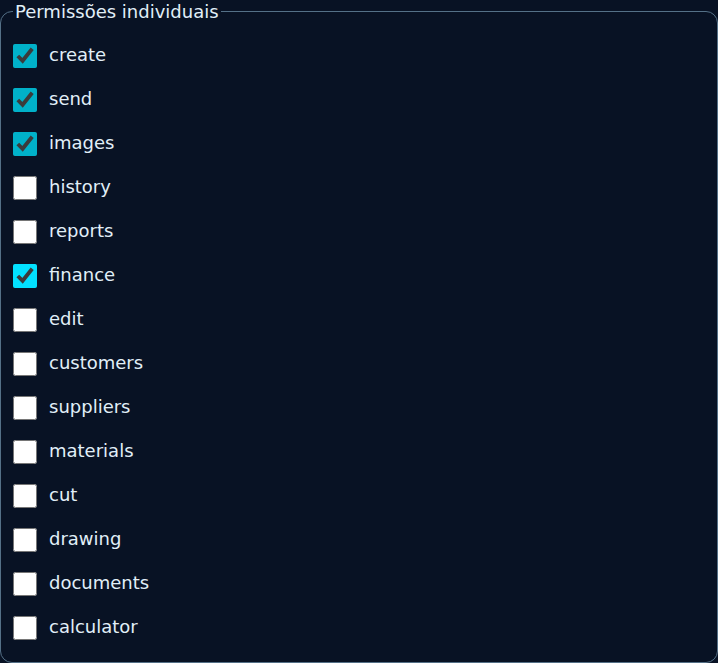 Permissões individuais
create
send
images
history
reports
finance
edit
customers
suppliers
materials
cut
drawing
documents
calculator